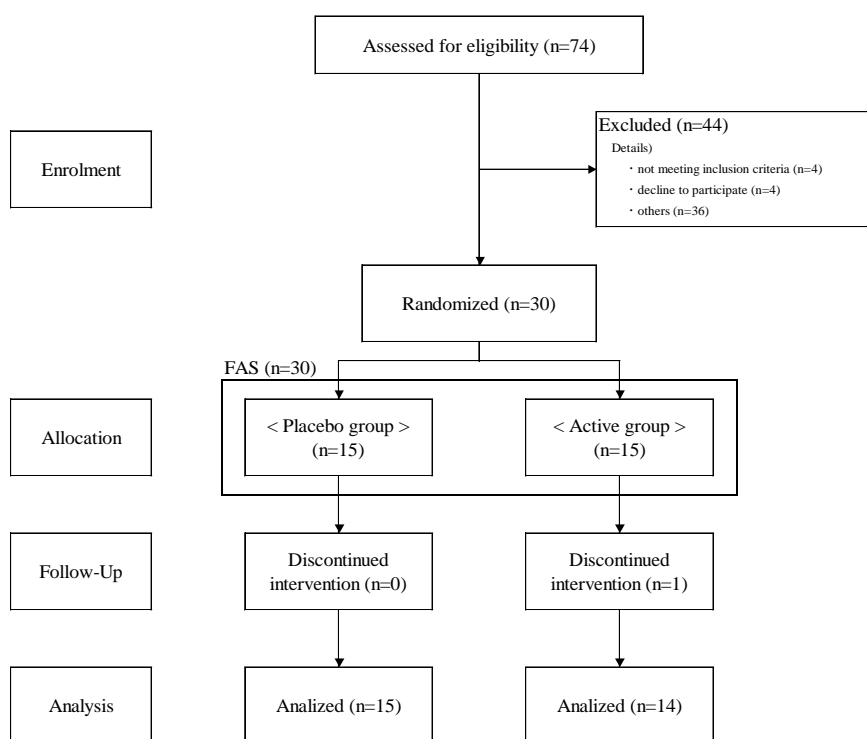 Assessed for eligibility (n=74)
Excluded (n=44)
Details)
・not meeting inclusion criteria (n=4)
・decline to participate (n=4)
・others (n=36)
Enrolment
Randomized (n=30)
FAS (n=30)
Allocation
< Placebo group >
(n=15)
< Active group >
(n=15)
Follow-Up
Discontinued
intervention (n=0)
Discontinued
intervention (n=1)
Analysis
Analized (n=15)
Analized (n=14)